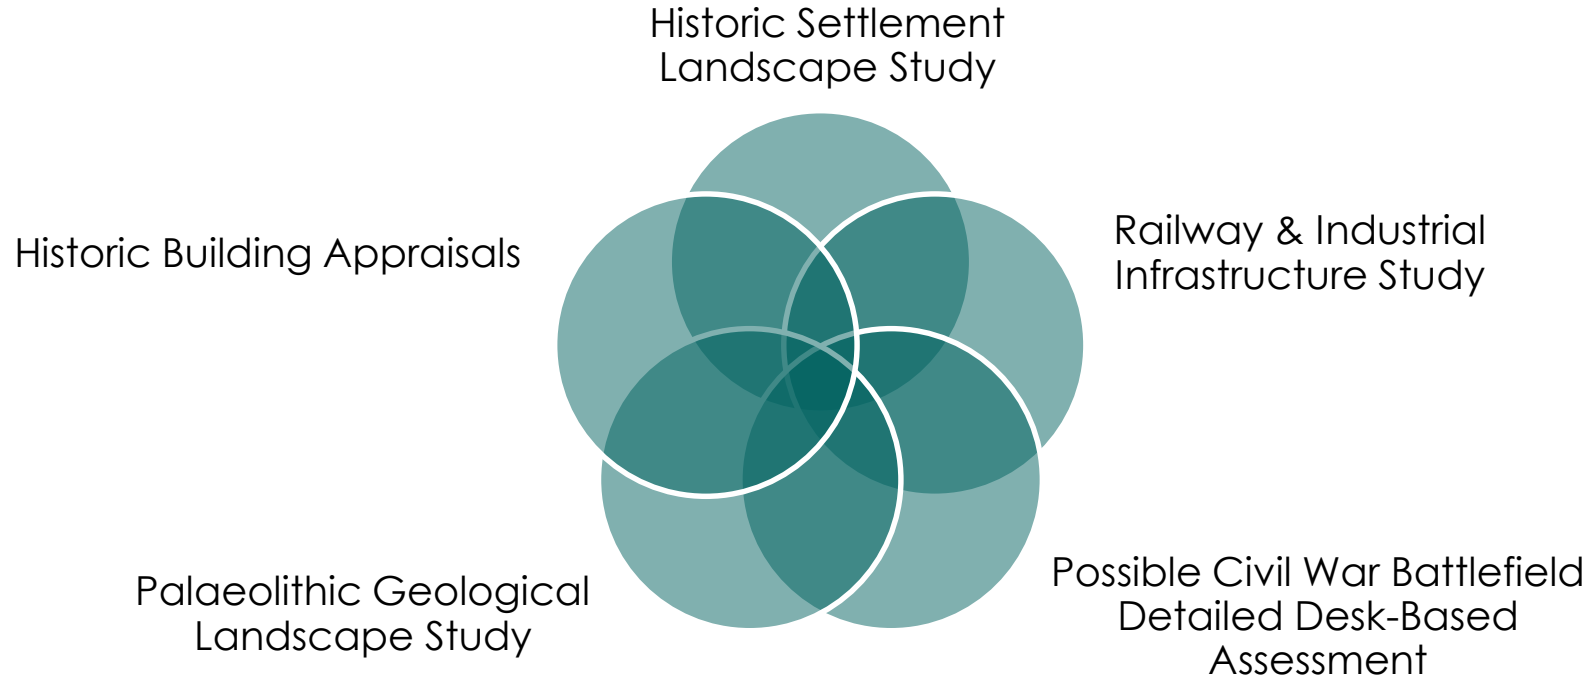 Historic Settlement
Landscape Study
Historic Building Appraisals
Railway & Industrial
Infrastructure Study
Palaeolithic Geological
Landscape Study
Possible Civil War Battlefield
Detailed Desk-Based
Assessment